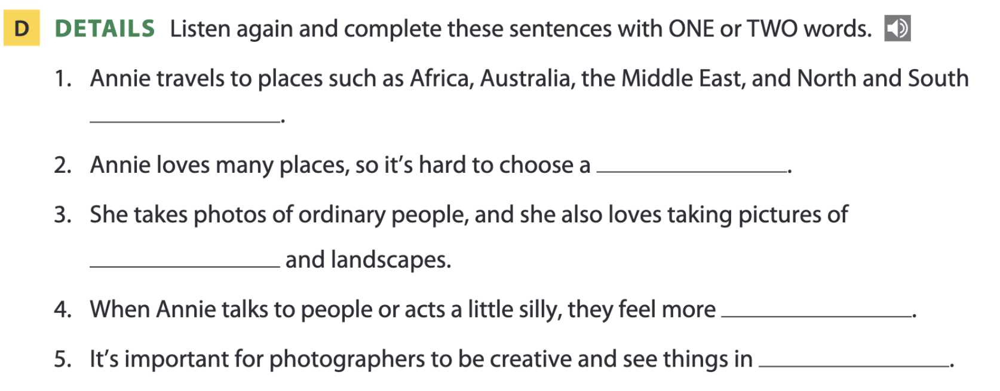 D DETAILS Listen again and complete these sentences with ONE or TWO words.
1. Annie travels to places such as Africa, Australia, the Middle East, and North and South
.
2. Annie loves many places, so it’s hard to choose a .
3. She takes photos of ordinary people, and she also loves taking pictures of
and landscapes.
4. When Annie talks to people or acts a little silly, they feel more .
5. It’s important for photographers to be creative and see things in .